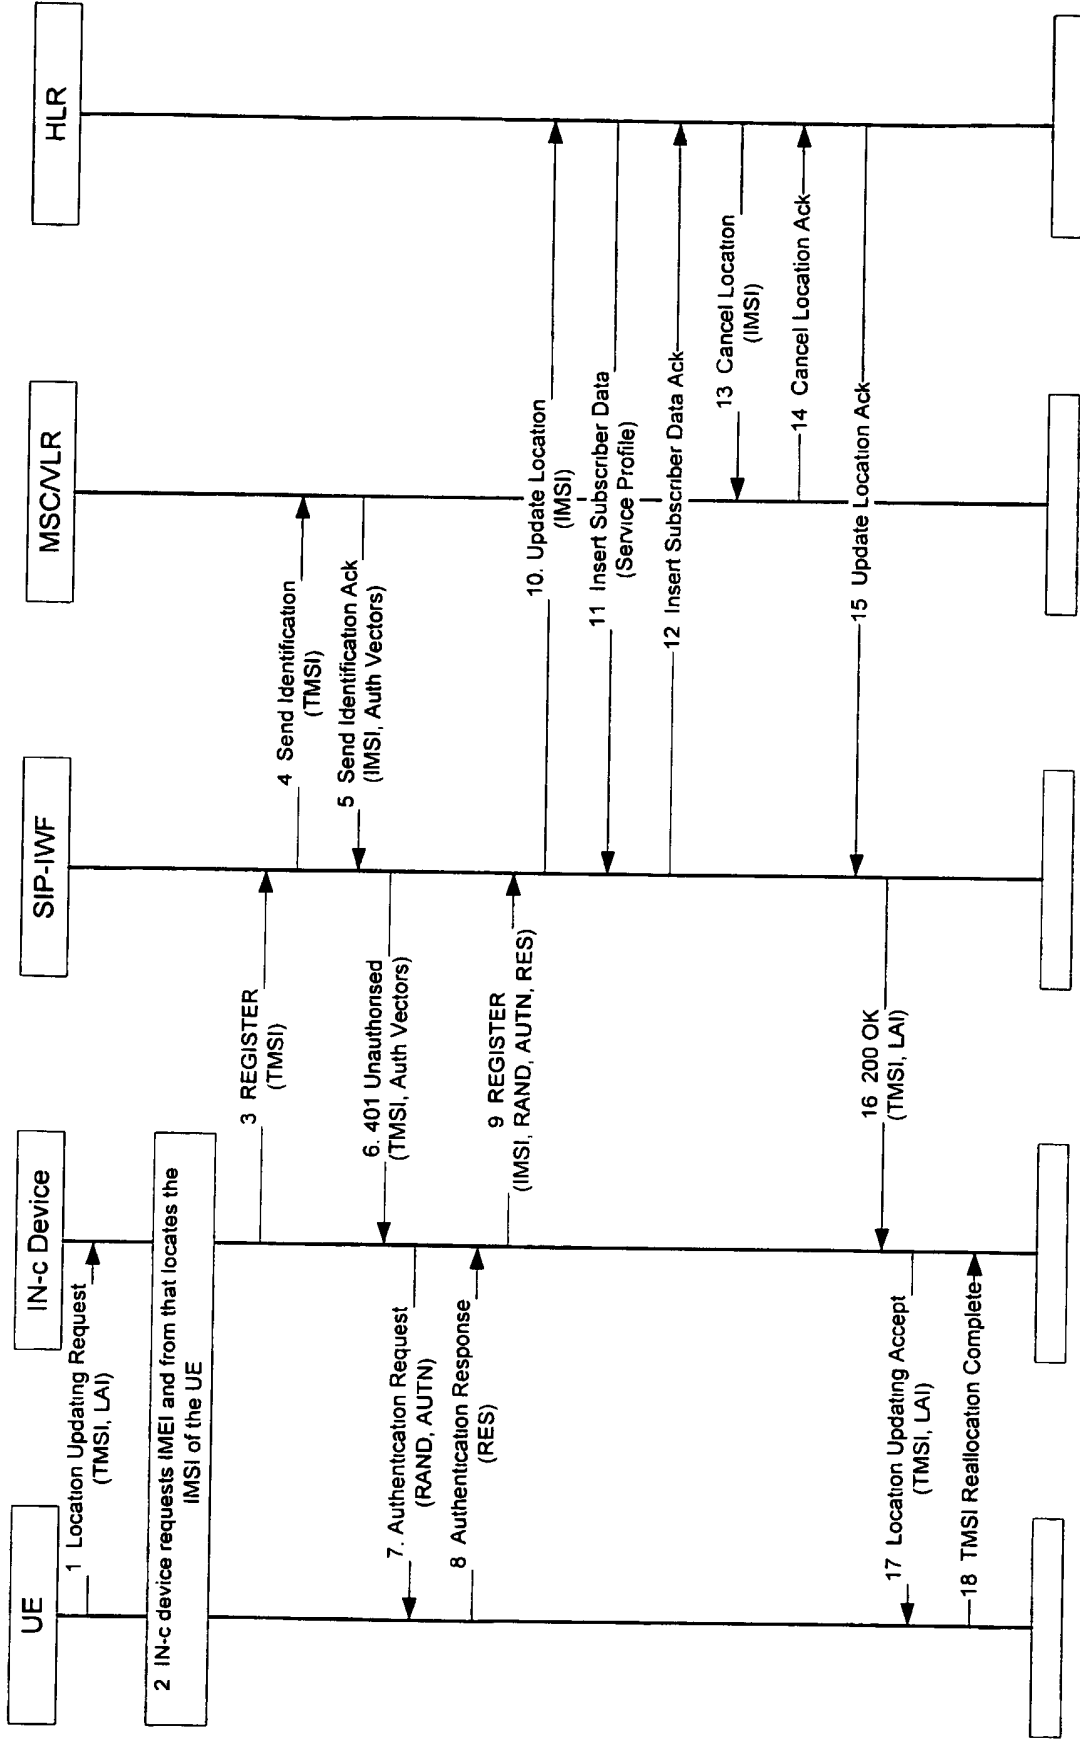 UE
IN-c Device
SIP-IWF
MSC/VLR
HLR
1 Location Updating Request
(TMSI, LAI)
2 IN-c device requests IMEI and from that locates the
IMSI of the UE
3 REGISTER
(TMSI)
4 Send Identification
(TMSI)
5 Send Identification Ack
(IMSI, Auth Vectors)
6. 401 Unauthorised
(TMSI, Auth Vectors)
7. Authentication Request
(RAND, AUTN)
8 Authentication Response
(RES)
9 REGISTER
(IMSI, RAND, AUTN, RES)
10. Update Location
(IMSI)
11 Insert Subscriber Data
(Service Profile)
12 Insert Subscriber Data Ack
13 Cancel Location
(IMSI)
14 Cancel Location Ack
15 Update Location Ack
16 200 OK
(TMSI, LAI)
17 Location Updating Accept
(TMSI, LAI)
18 TMSI Reallocation Complete